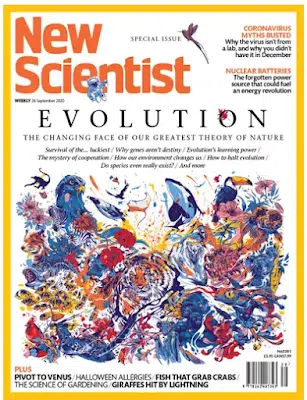 SPECIAL ISSUE
CORONAVIRUS
MYTHS BUSTED
Why the virus isn't from
a lab, and why you didn't
have it in December
NUCLEAR BATTERIES
The forgotten power
source that could fuel
an energy revolution
New
Scientist
WEEKLY 26 September 2020
EVOLUTION
THE CHANGING FACE OF OUR GREATEST THEORY OF NATURE
Survival of the... luckiest / Why genes aren't destiny / Evolution's learning power /
The mystery of cooperation / How our environment changes us / How to halt evolution /
Do species even really exist? / And more
PLUS
PIVOT TO VENUS / HALLOWEEN ALLERGIES / FISH THAT GRAB CRABS /
THE SCIENCE OF GARDENING / GIRAFFES HIT BY LIGHTNING